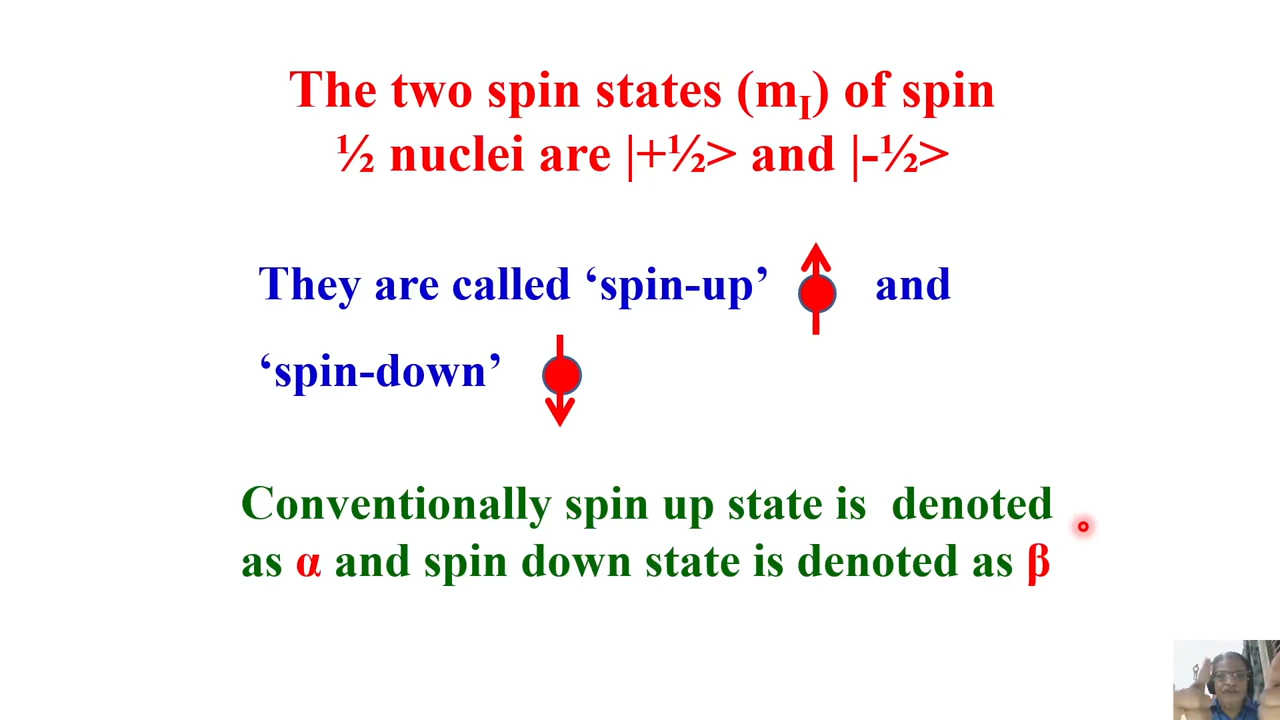 The two spin states (mI) of spin
½ nuclei are |+½> and |-½>
They are called ‘spin-up’ and
‘spin-down’
Conventionally spin up state is denoted
as α and spin down state is denoted as β